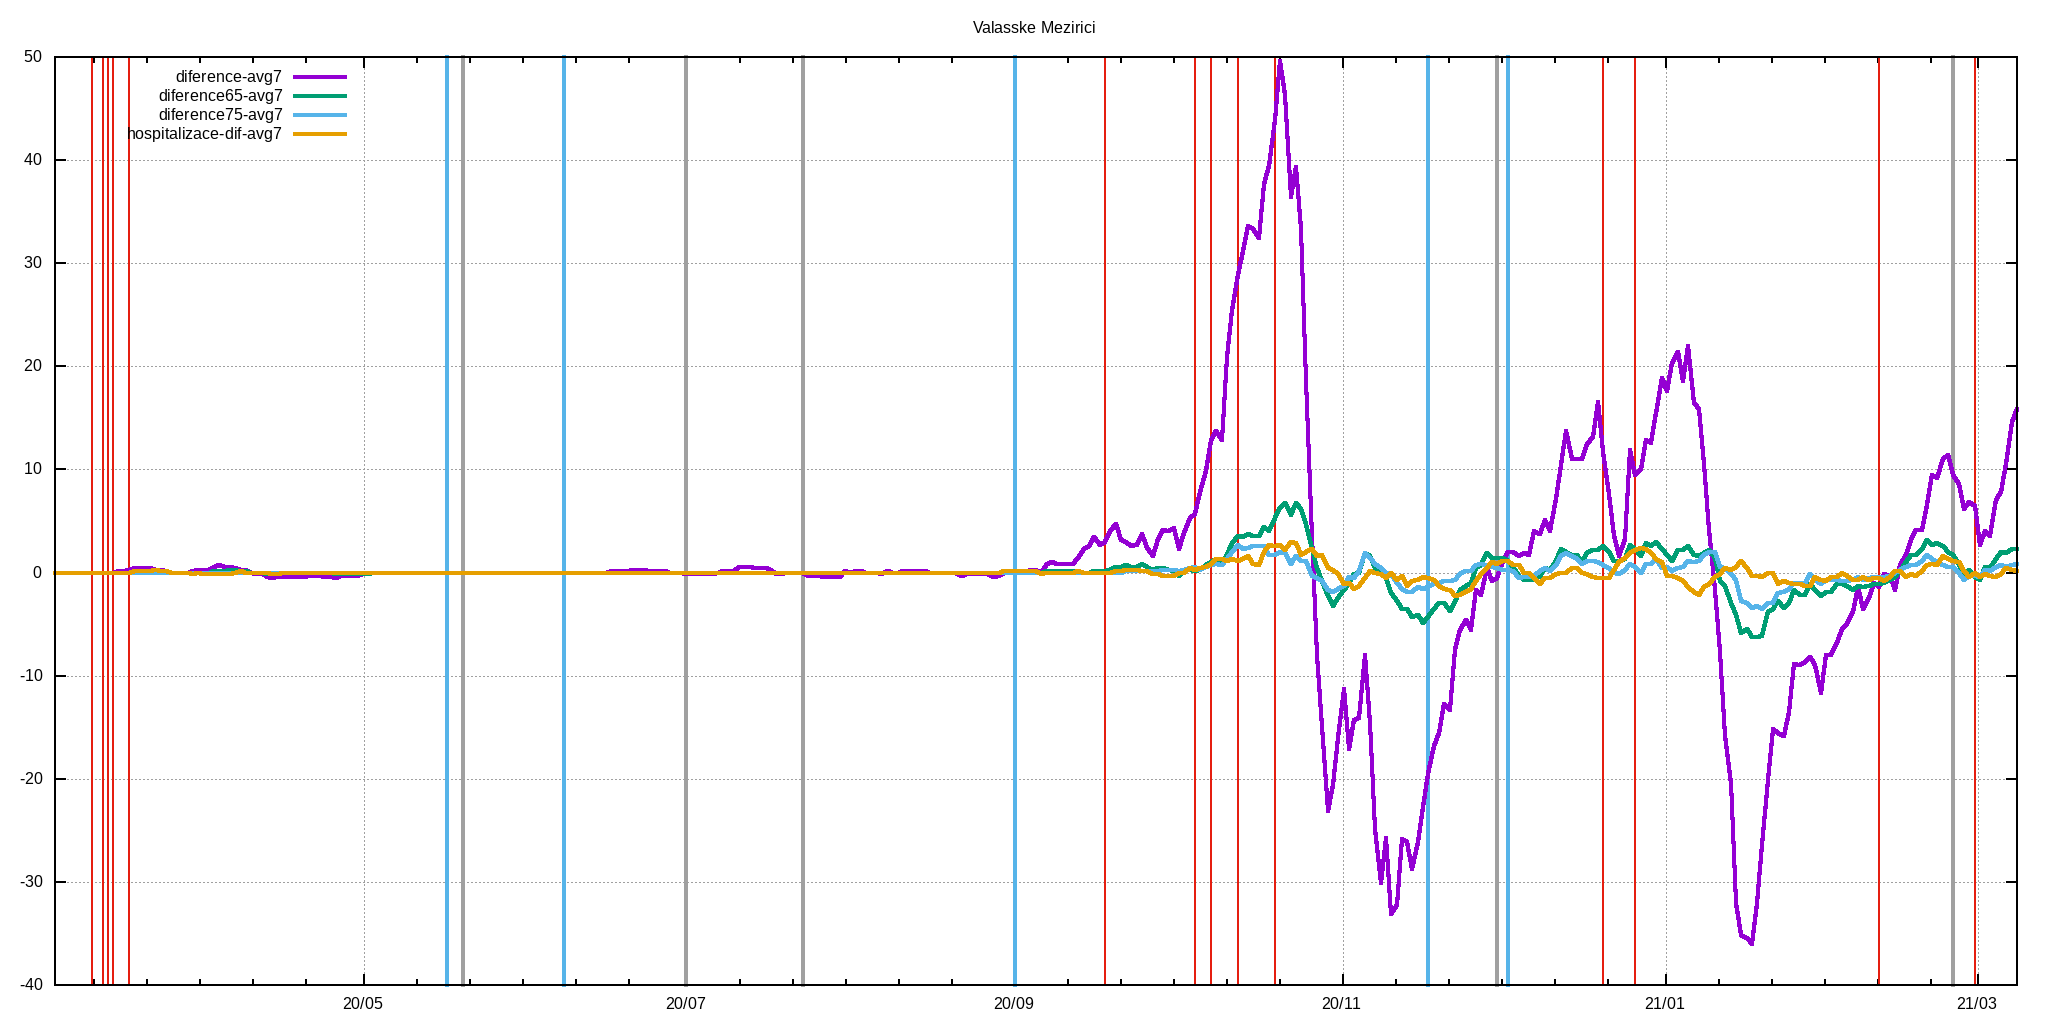 Valasske Mezirici
50
40
30
20
10
0
-10
-20
-30
-40
diference-avg7
diference65-avg7
diference75-avg7
hospitalizace-dif-avg7
20/05 20/07 20/09 20/11 21/01 21/03